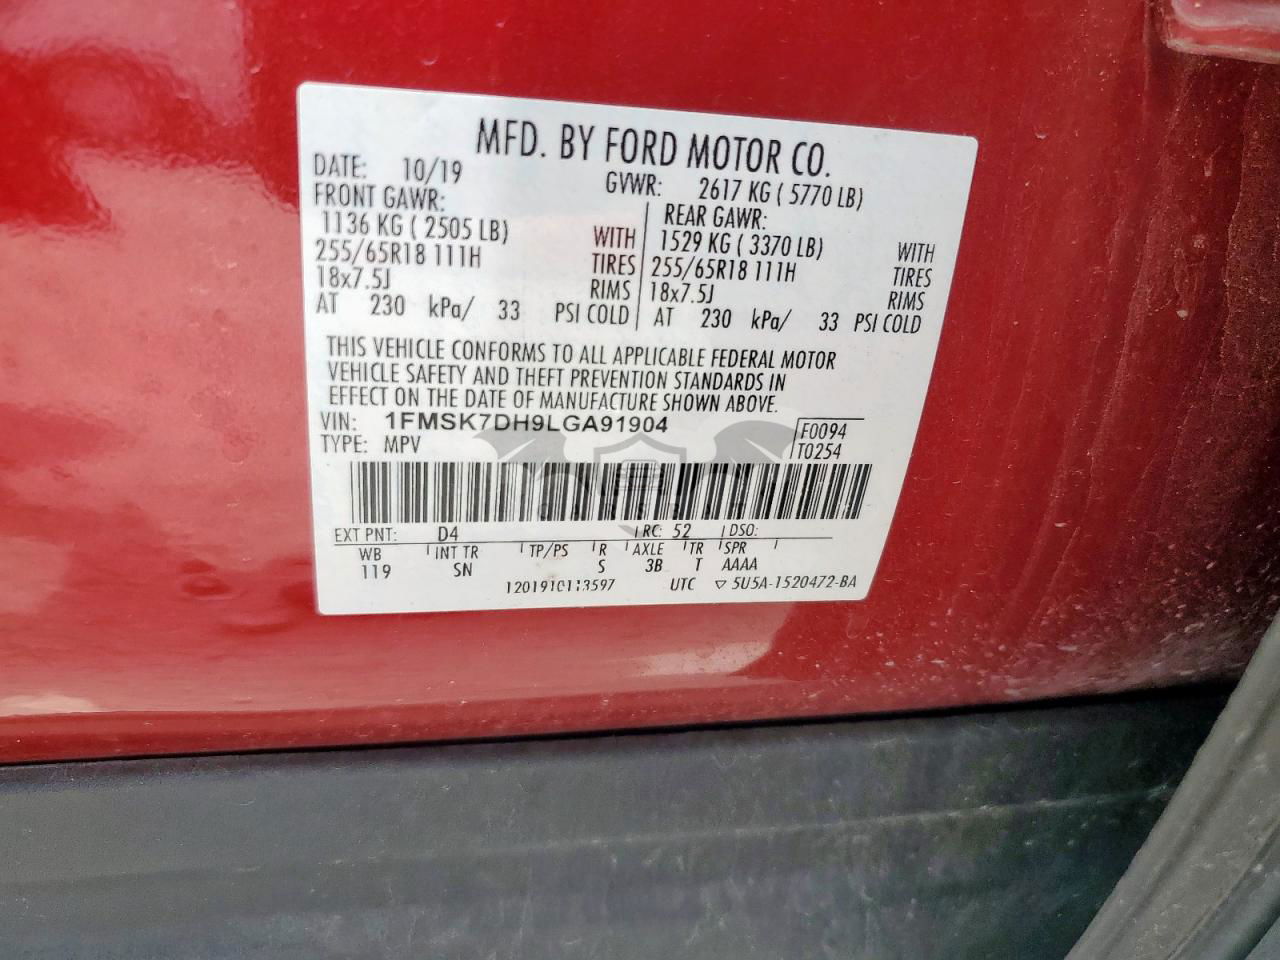 MFD. BY FORD MOTOR CO.
DATE: 10/19 GVWR: 2617 KG ( 5770 LB)
FRONT GAWR: REAR GAWR:
1136 KG ( 2505 LB) WITH 1529 KG ( 3370 LB) WITH
255/65R18 111H TIRES 255/65R18 111H TIRES
18x7.5J RIMS 18x7.5J RIMS
AT 230 kPa/ 33 PSI COLD AT 230 kPa/ 33 PSI COLD
THIS VEHICLE CONFORMS TO ALL APPLICABLE FEDERAL MOTOR
VEHICLE SAFETY AND THEFT PREVENTION STANDARDS IN
EFFECT ON THE DATE OF MANUFACTURE SHOWN ABOVE.
VIN: 1FMSK7DH9LGA91904 F0094
TYPE: MPV T0254
EXT PNT: D4 RC: 52 DSO:
WB INT TR TP/PS R AXLE TR SPR
119 SN S 3B T AAAA
UTC ▽ 5U5A-1520472-BA